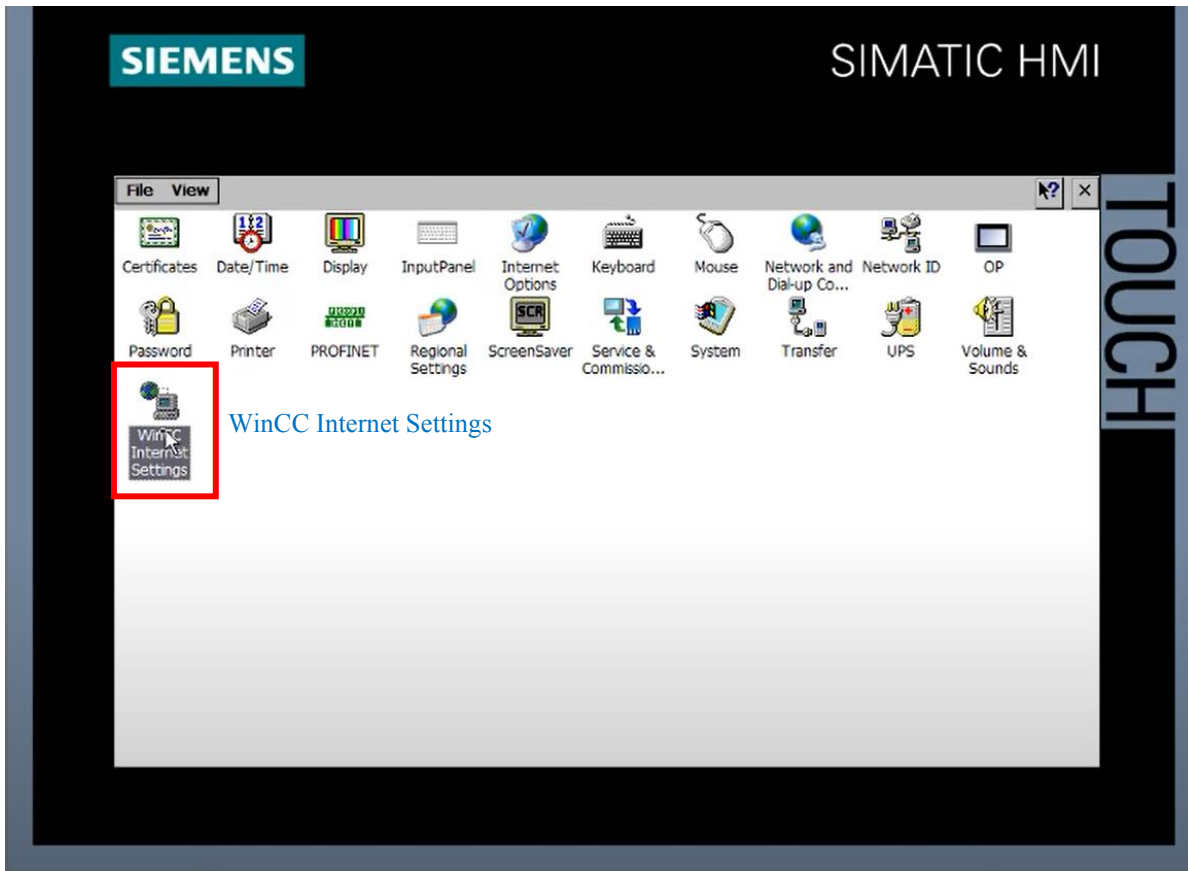 SIEMENS
SIMATIC HMI
File View
TOUCH
Certificates Date/Time Display InputPanel Internet Options Keyboard Mouse Network and Dial-up Co... Network ID OP
SCR
Password Printer PROFINET Regional Settings ScreenSaver Service & Commissio... System Transfer UPS Volume & Sounds
WinCC
Internet
Settings
WinCC Internet Settings